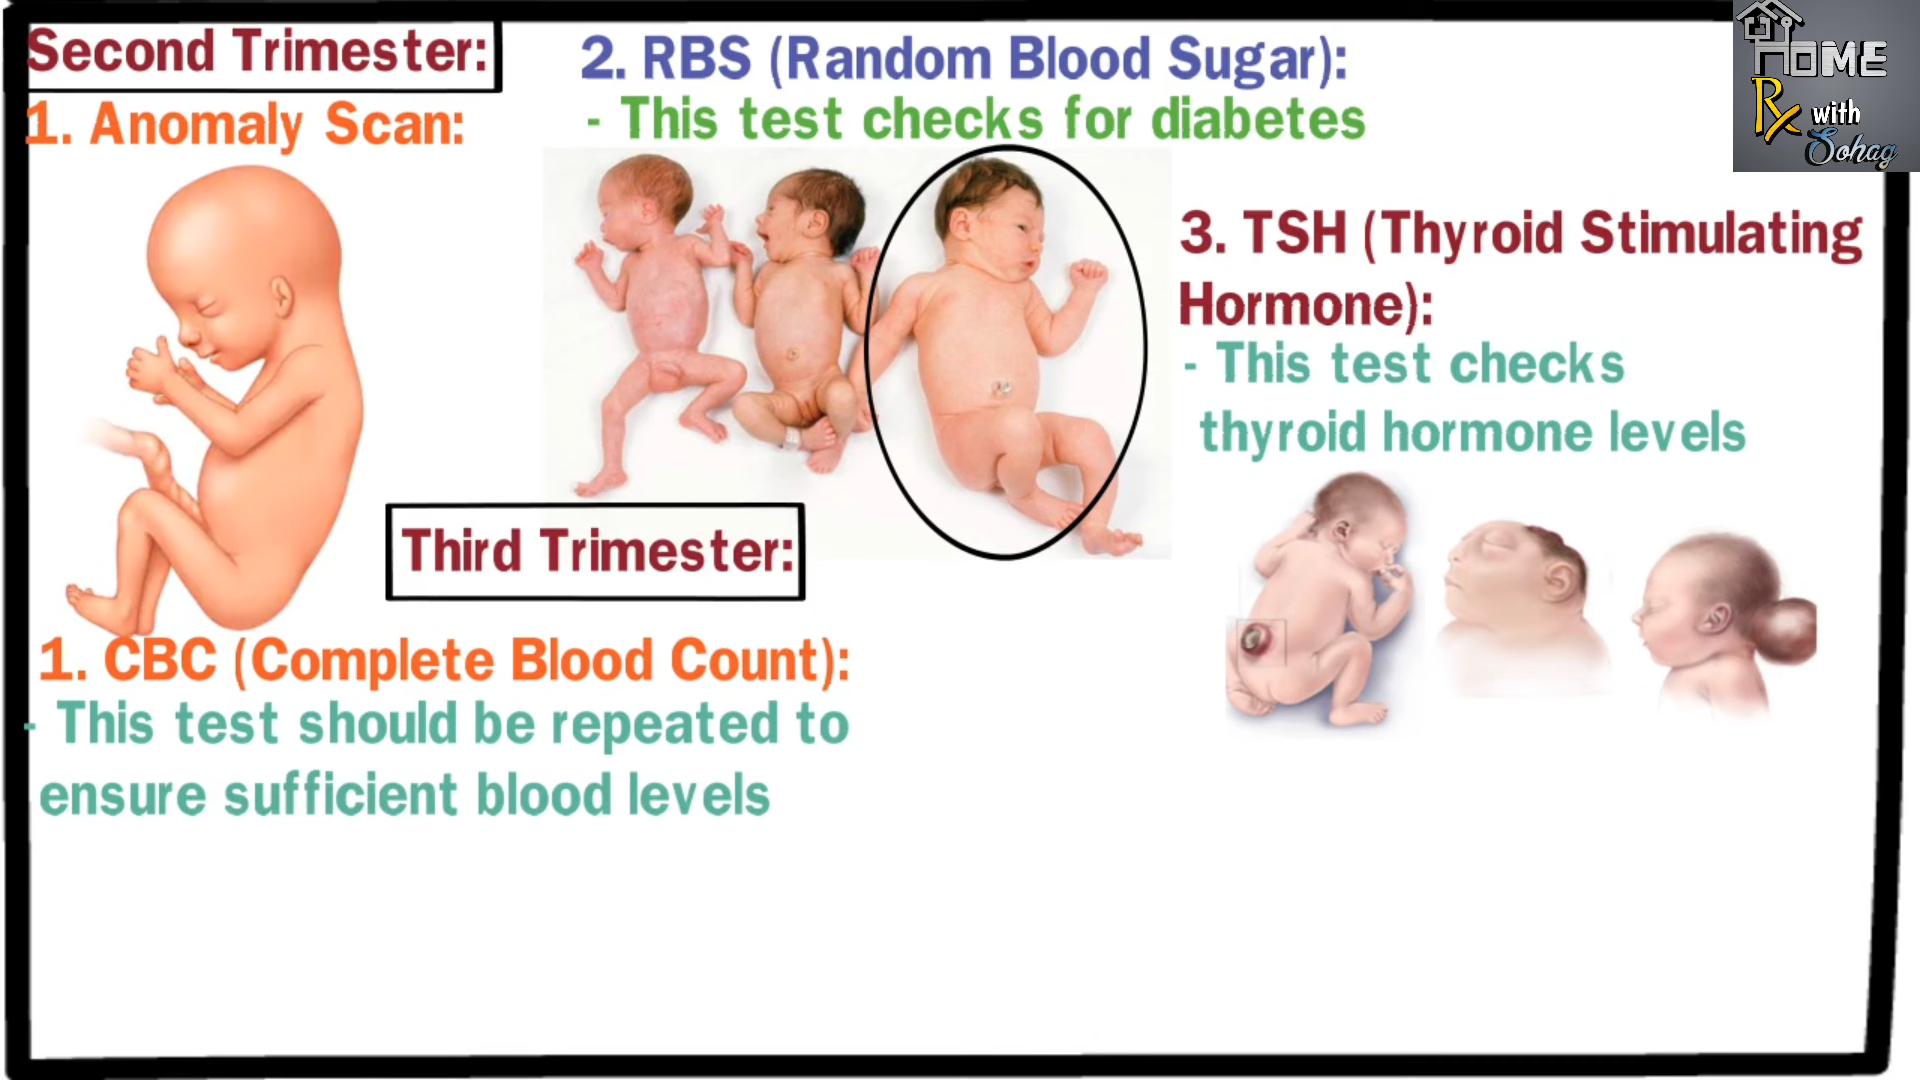 Second Trimester:
1. Anomaly Scan:
2. RBS (Random Blood Sugar):
- This test checks for diabetes
3. TSH (Thyroid Stimulating
Hormone):
- This test checks
thyroid hormone levels
Third Trimester:
1. CBC (Complete Blood Count):
- This test should be repeated to
ensure sufficient blood levels
HOME
Rx with
Sohag